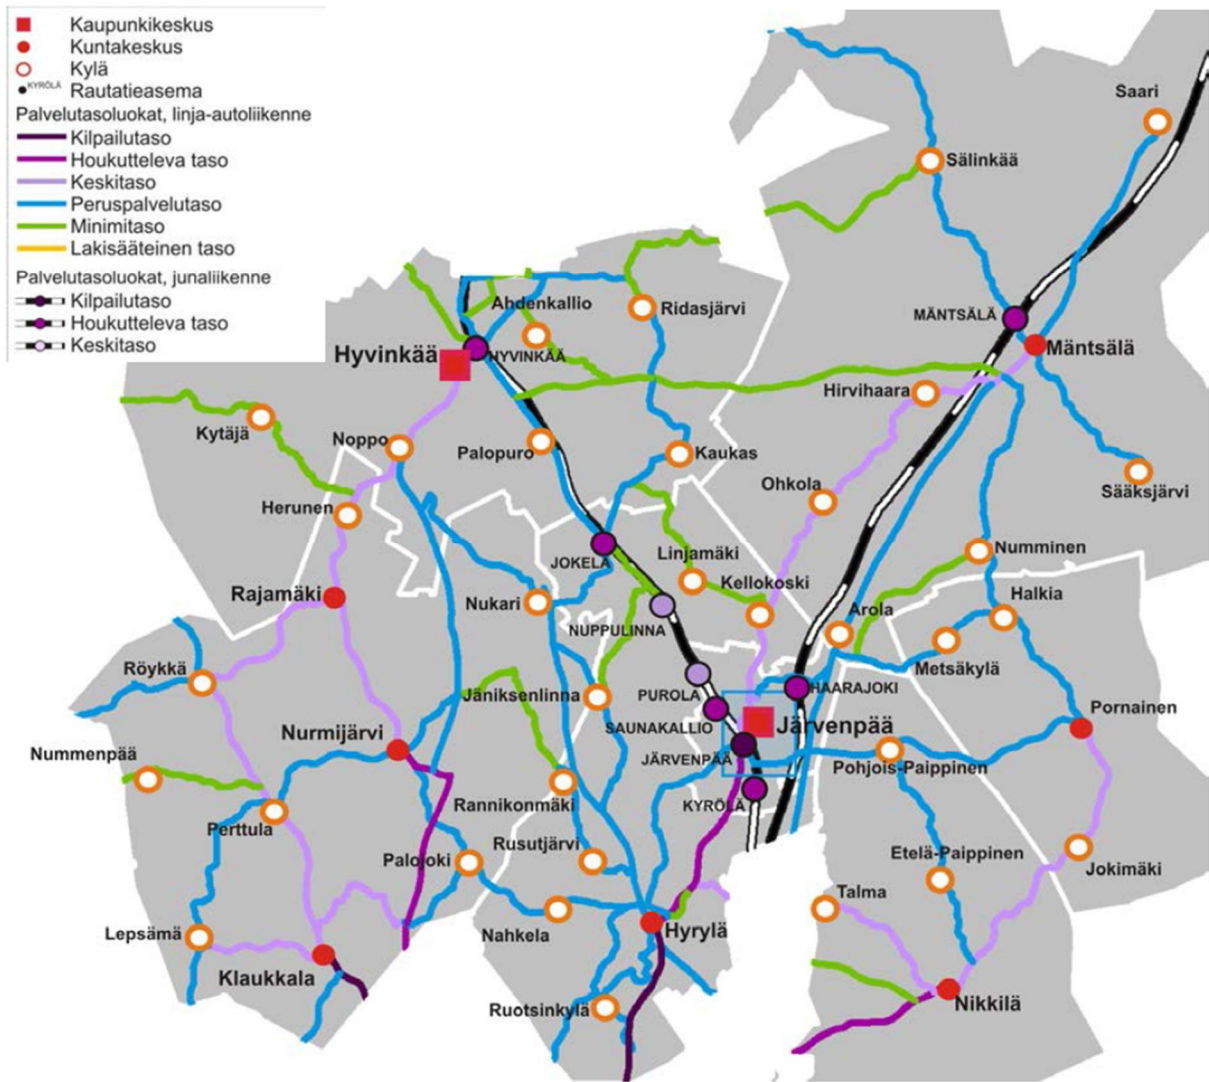 Kaupunkikeskus
Kuntakeskus
Kylä
KYRÖLÄ Rautatieasema
Palvelutasoluokat, linja-autoliikenne
Kilpailutaso
Houkutteleva taso
Keskitaso
Peruspalvelutaso
Minimitaso
Lakisääteinen taso
Palvelutasoluokat, junaliikenne
Kilpailutaso
Houkutteleva taso
Keskitaso
Saari
Sälinkää
Ahdenkallio
Ridasjärvi
MÄNTSÄLÄ
Mäntsälä
Hyvinkää
HYVINKÄÄ
Hirvihaara
Kytäjä
Noppo
Palopuro
Kaukas
Ohkola
Sääksjärvi
Herunen
JOKELA
Linjamäki
Numminen
Kellokoski
Rajamäki
Nukari
NUPPULINNA
Arola
Halkia
Metsäkylä
Röykkä
Jäniksenlinna
PUROLA
HAARAJOKI
Pornainen
SAUNAKALLIO
Järvenpää
Nurmijärvi
Nummenpää
JÄRVENPÄÄ
Pohjois-Paippinen
Rannikonmäki
KYRÖLÄ
Perttula
Rusutjärvi
Palojoki
Etelä-Paippinen
Jokimäki
Talma
Lepsämä
Nahkela
Hyrylä
Klaukkala
Ruotsinkylä
Nikkilä